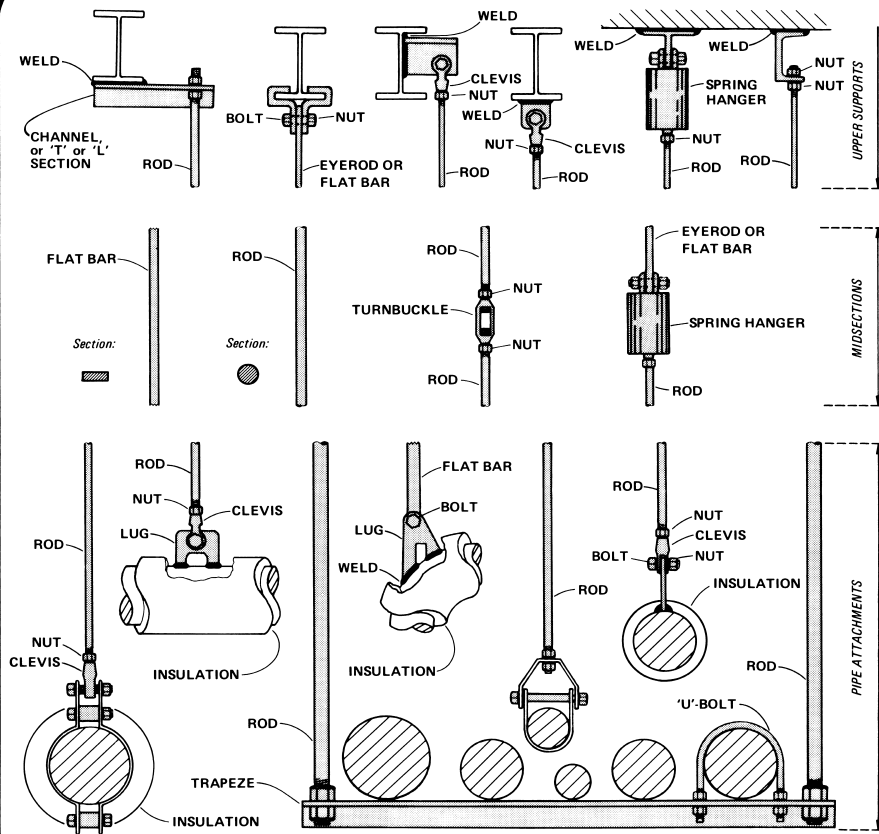 WELD
WELD
WELD
WELD
UPPER SUPPORTS
NUT
WELD
CLEVIS
SPRING
HANGER
NUT
NUT
BOLT
NUT
WELD
CHANNEL,
or 'T' or 'L'
SECTION
NUT
CLEVIS
NUT
ROD
EYEROD OR
FLAT BAR
ROD
ROD
ROD
ROD
EYEROD OR
FLAT BAR
FLAT BAR
ROD
ROD
MIDSECTIONS
NUT
TURNBUCKLE
SPRING HANGER
Section:
Section:
NUT
ROD
ROD
ROD
FLAT BAR
ROD
NUT
CLEVIS
BOLT
NUT
LUG
LUG
CLEVIS
ROD
BOLT
NUT
WELD
INSULATION
ROD
PIPE ATTACHMENTS
NUT
CLEVIS
INSULATION
INSULATION
ROD
'U'-BOLT
ROD
TRAPEZE
INSULATION